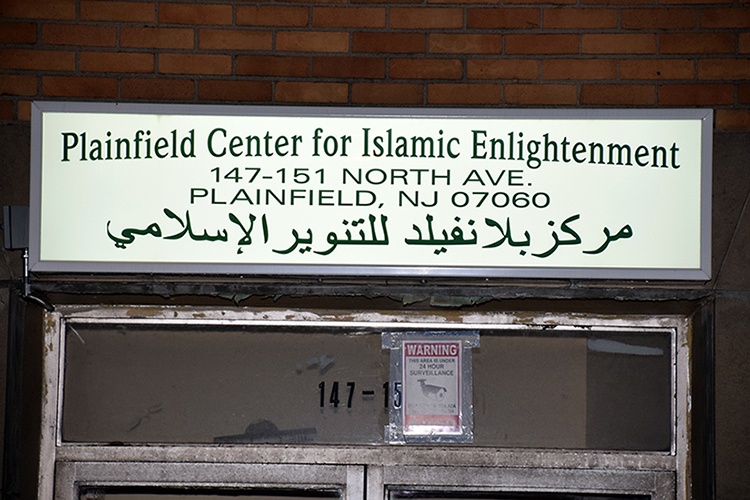 Plainfield Center for Islamic Enlightenment
147-151 NORTH AVE.
PLAINFIELD, NJ 07060
مركز بلانفيلد للتنوير الإسلامي
147-15
WARNING
THIS AREA IS UNDER
24 HOUR
SURVEILLANCE